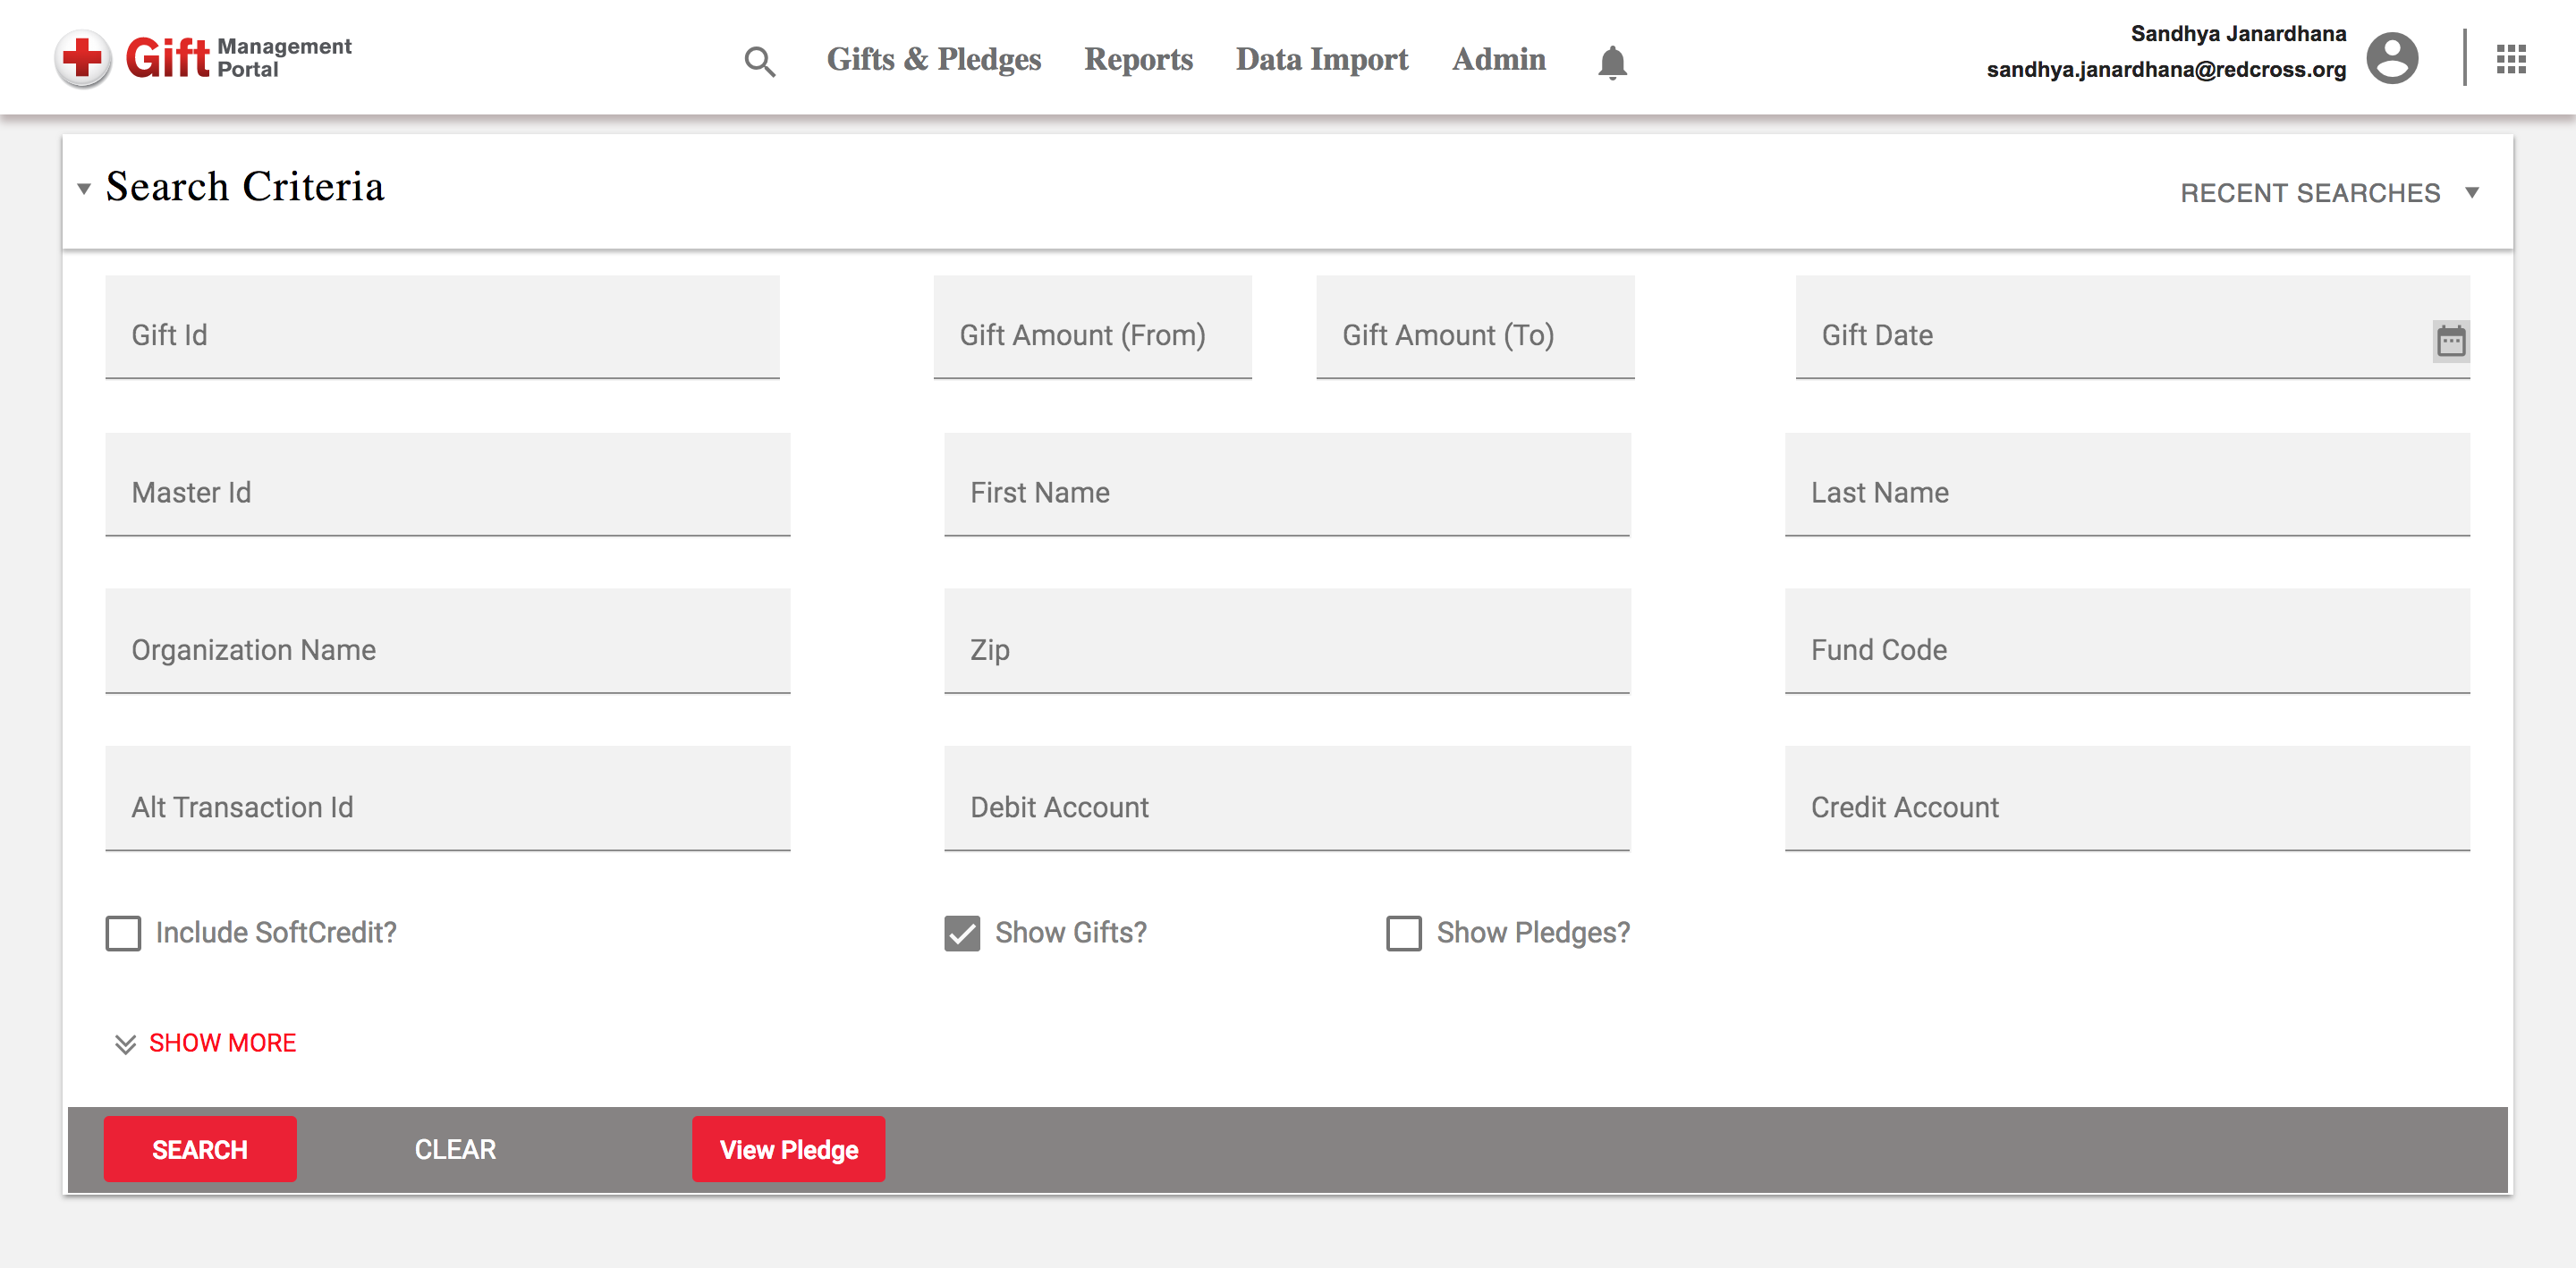 Gift Management Portal
Gifts & Pledges Reports Data Import Admin
Sandhya Janardhana
sandhya.janardhana@redcross.org
Search Criteria
RECENT SEARCHES
Gift Id Gift Amount (From) Gift Amount (To) Gift Date
Master Id First Name Last Name
Organization Name Zip Fund Code
Alt Transaction Id Debit Account Credit Account
Include SoftCredit? Show Gifts? Show Pledges?
SHOW MORE
SEARCH CLEAR View Pledge